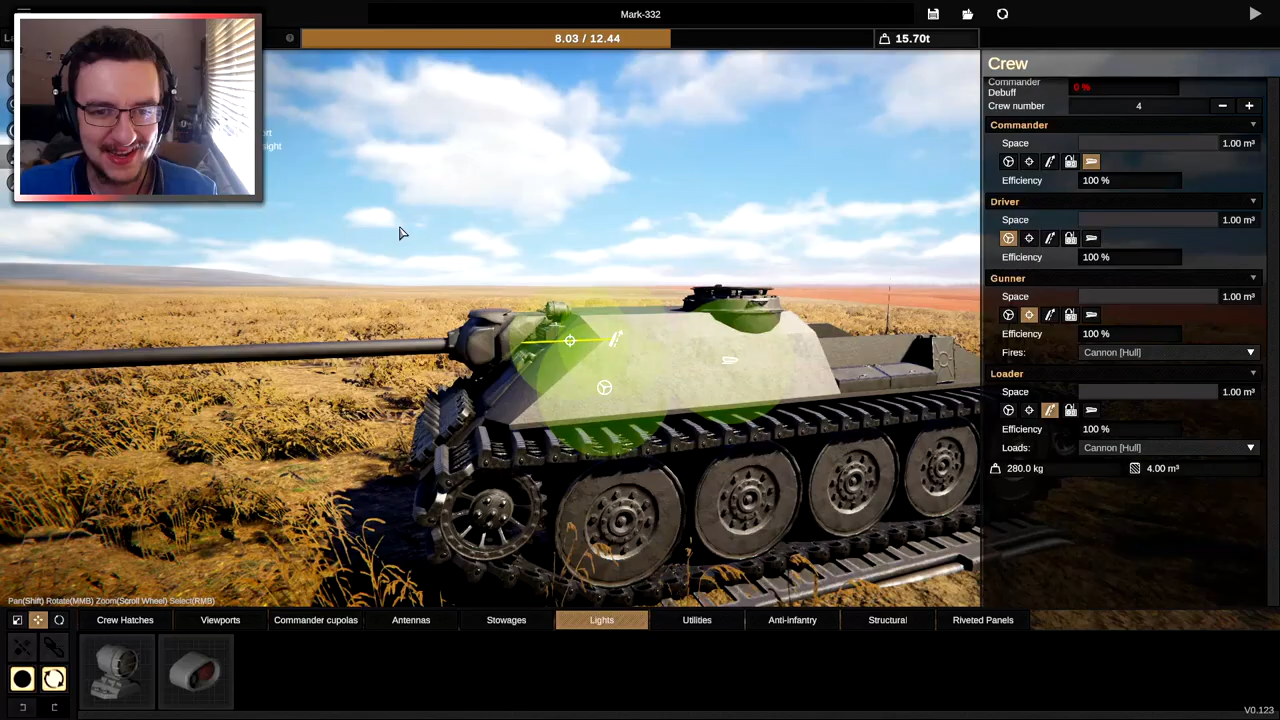 Mark-332
8.03 / 12.44
15.70t
Crew
Commander
Debuff
0 %
Crew number
4
Commander
Space
1.00 m³
Efficiency
100 %
Driver
Space
1.00 m³
Efficiency
100 %
Gunner
Space
1.00 m³
Efficiency
100 %
Fires:
Cannon [Hull]
Loader
Space
1.00 m³
Efficiency
100 %
Loads:
Cannon [Hull]
280.0 kg
4.00 m³
Pan(Shift) Rotate(MMB) Zoom(Scroll Wheel) Select(RMB)
Crew Hatches
Viewports
Commander cupolas
Antennas
Stowages
Lights
Utilities
Anti-infantry
Structural
Riveted Panels
V0.123